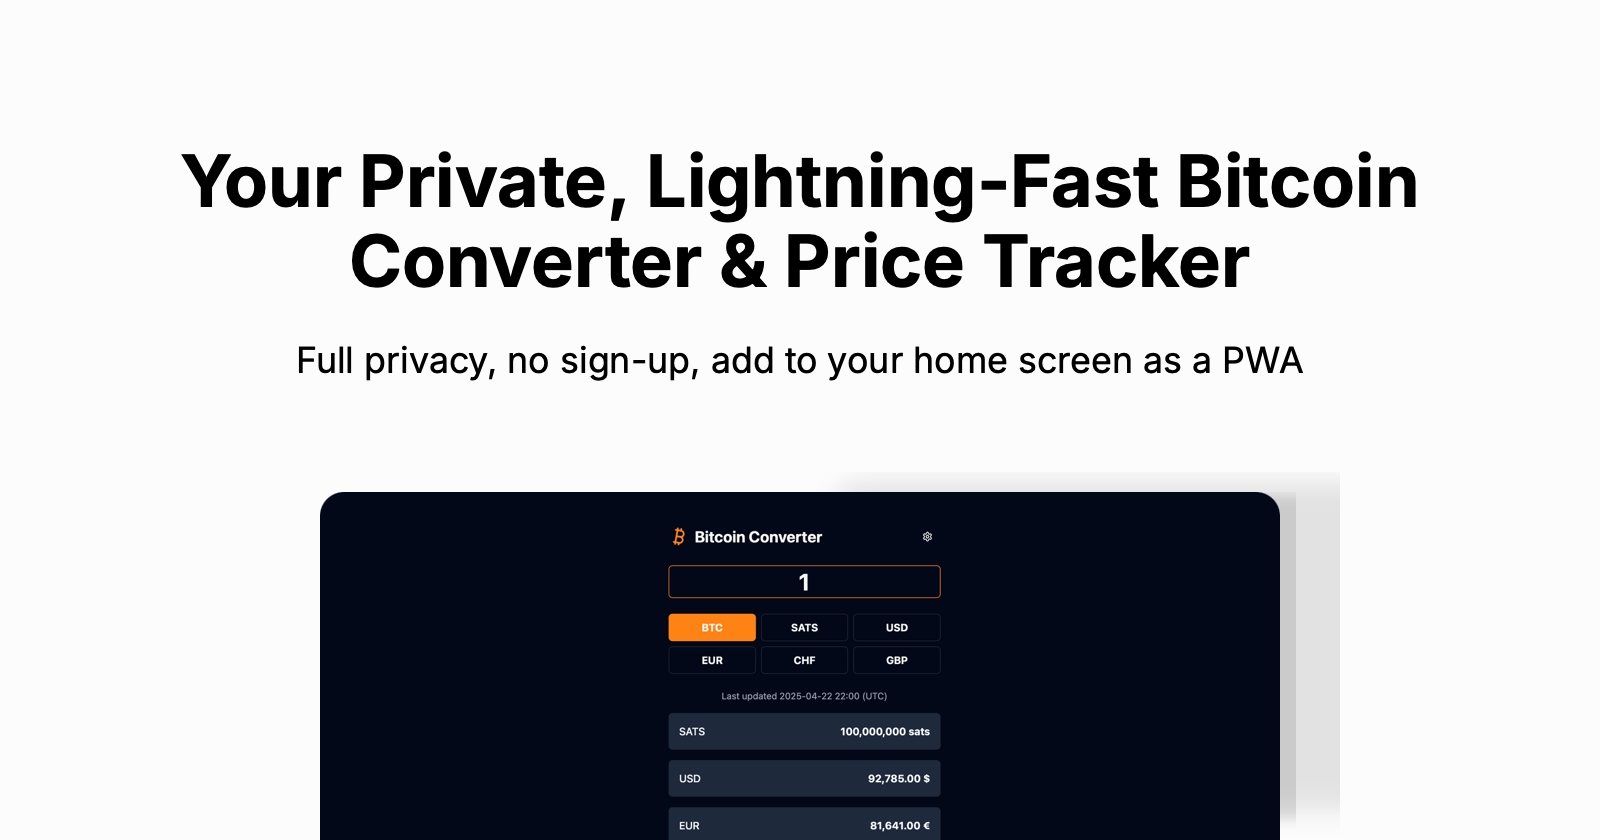 Your Private, Lightning-Fast Bitcoin
Converter & Price Tracker
Full privacy, no sign-up, add to your home screen as a PWA
Bitcoin Converter
1
BTC SATS USD
EUR CHF GBP
Last updated 2025-04-22 22:00 (UTC)
SATS 100,000,000 sats
USD 92,785.00 $
EUR 81,641.00 €